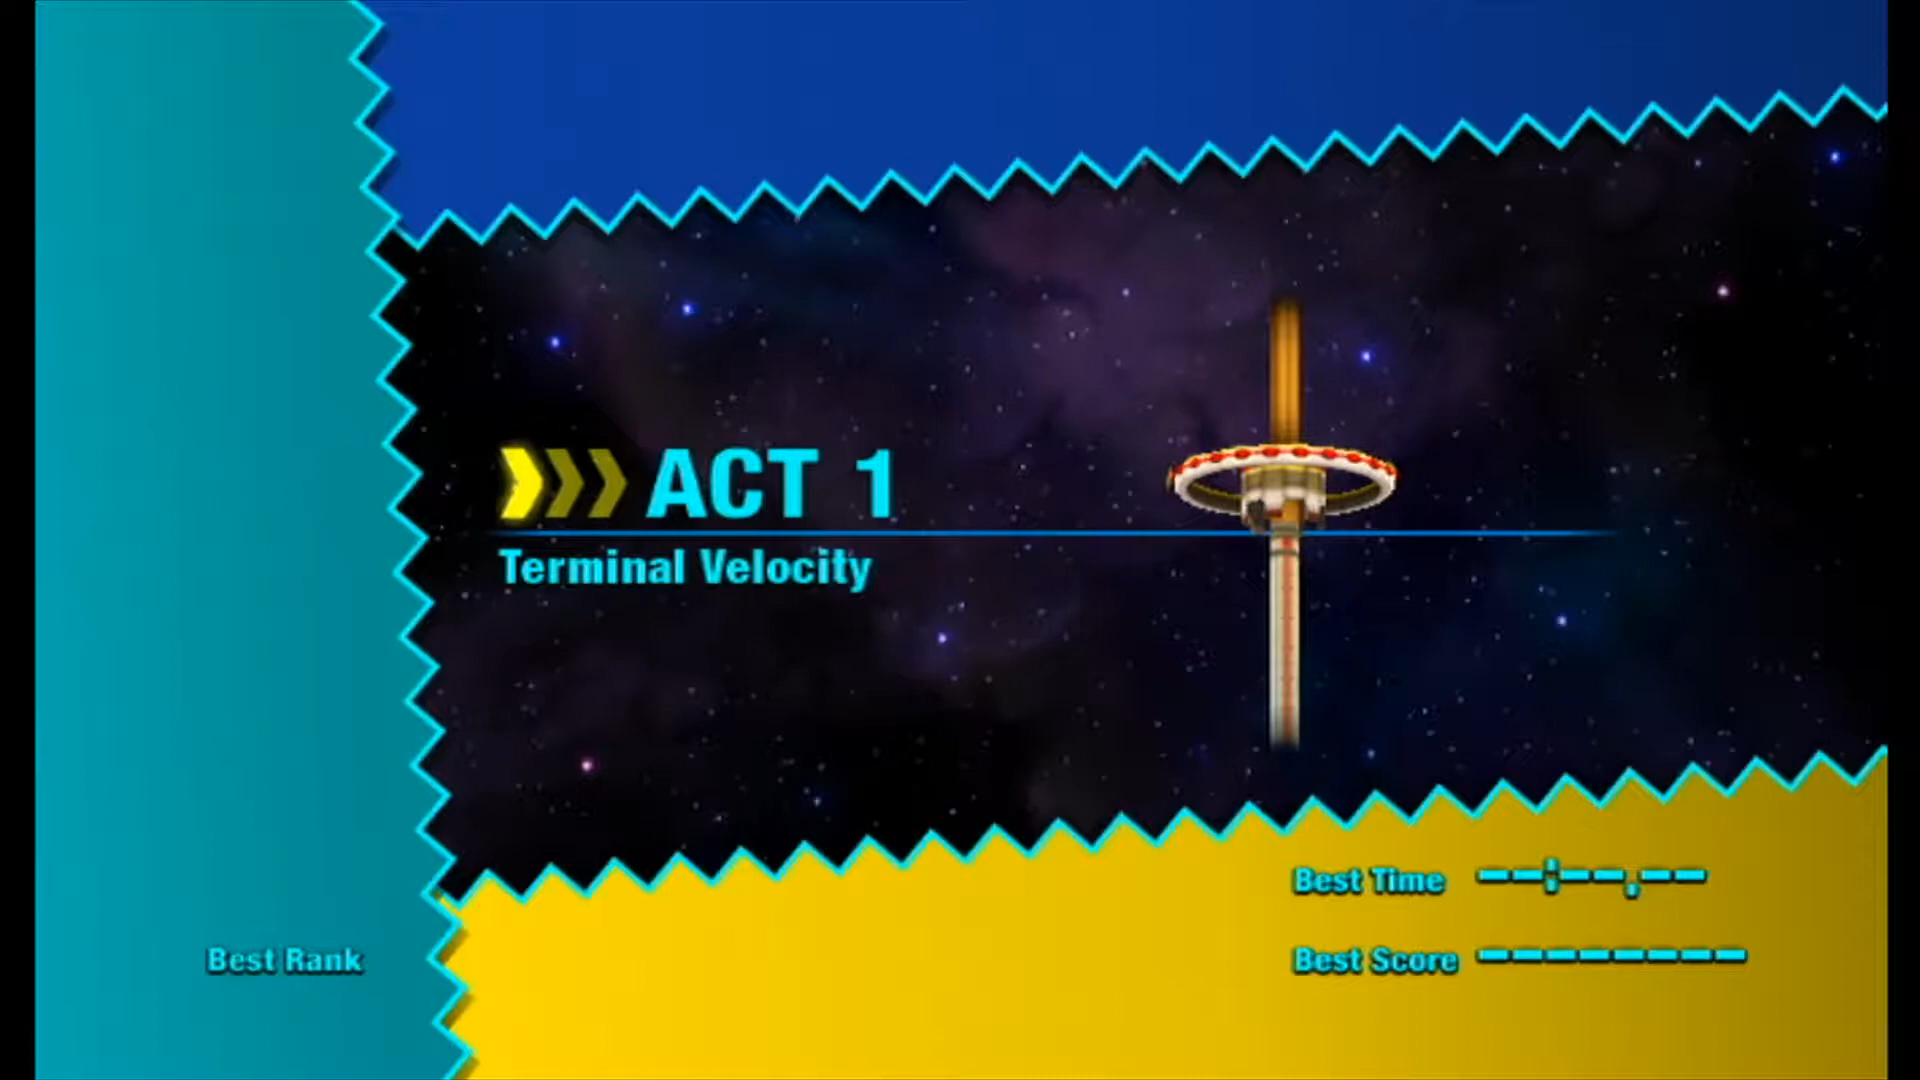 ACT 1
Terminal Velocity
Best Time --:--.--
Best Rank
Best Score --------